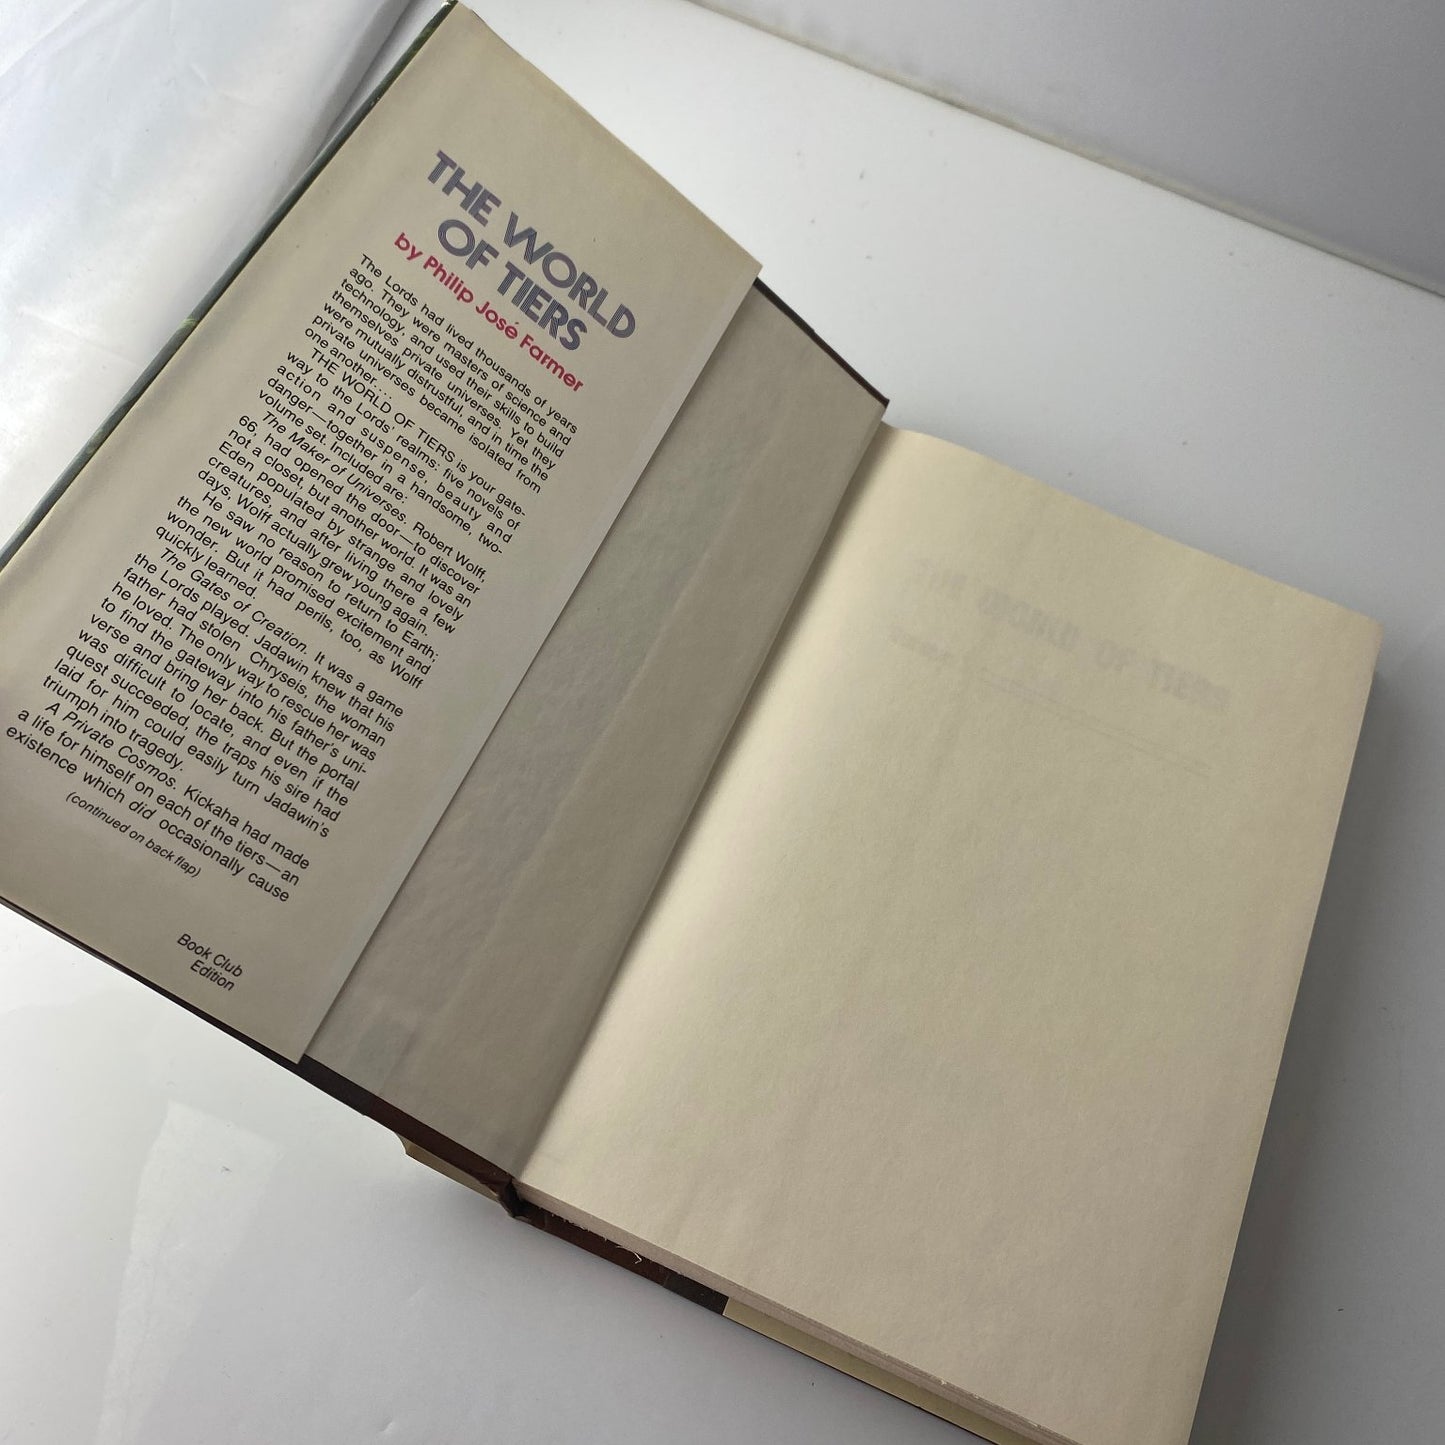 THE WORLD
OF TIERS
by Philip José Farmer
The Lords had lived thousands of years
ago. They were masters of science and
technology, and used their skills to build
themselves private universes. Yet they
were mutually distrustful, and in time the
private universes became isolated from
one another....
THE WORLD OF TIERS is your gate-
way to the Lords' realms: five novels of
action and suspense, beauty and
danger—together in a handsome, two-
volume set. Included are:
The Maker of Universes. Robert Wolff,
66, had opened the door—to discover
not a closet, but another world. It was an
Eden populated by strange and lovely
creatures, and after living there a few
days, Wolff actually grew young again.
He saw no reason to return to Earth;
the new world promised excitement and
wonder. But it had perils, too, as Wolff
quickly learned.
The Gates of Creation. It was a game
the Lords played. Jadawin knew that his
father had stolen Chryseis, the woman
he loved. The only way to rescue her was
to find the gateway into his father's uni-
verse and bring her back. But the portal
was difficult to locate, and even if the
quest succeeded, the traps his sire had
laid for him could easily turn Jadawin's
triumph into tragedy.
A Private Cosmos. Kickaha had made
a life for himself on each of the tiers—an
existence which did occasionally cause
(continued on back flap)
Book Club
Edition